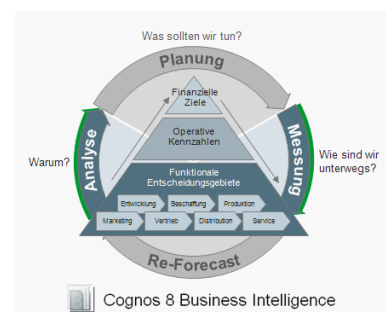 Was sollten wir tun?
Planung
Finanzielle
Ziele
Operative
Kennzahlen
Analyse
Messung
Warum?
Wie sind wir
unterwegs?
Funktionale
Entscheidungsgebiete
Entwicklung Beschaffung Produktion
Marketing Vertrieb Distribution Service
Re-Forecast
Cognos 8 Business Intelligence